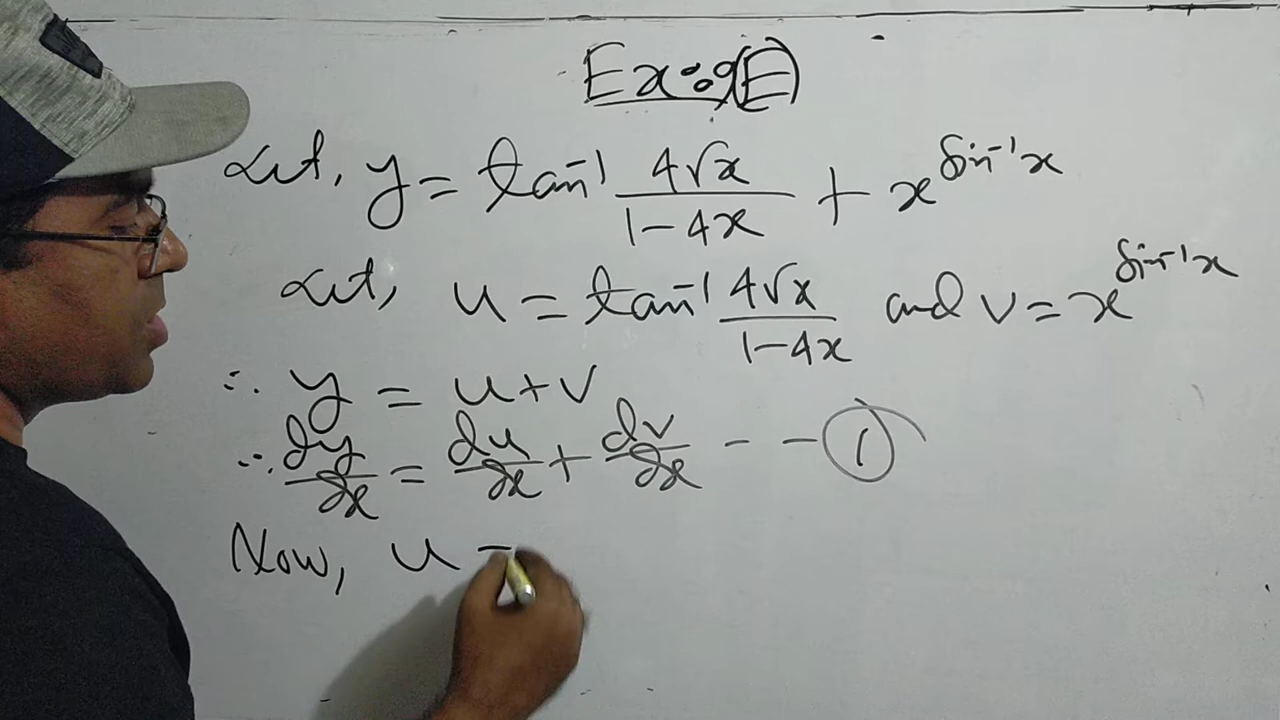 Ex:9(E)
Let, y = tan⁻¹ 4√x / 1-4x + x^sin⁻¹x
Let, u = tan⁻¹ 4√x / 1-4x and v = x^sin⁻¹x
∴ y = u+v
∴ dy/dx = du/dx + dv/dx - - ①
Now, u =